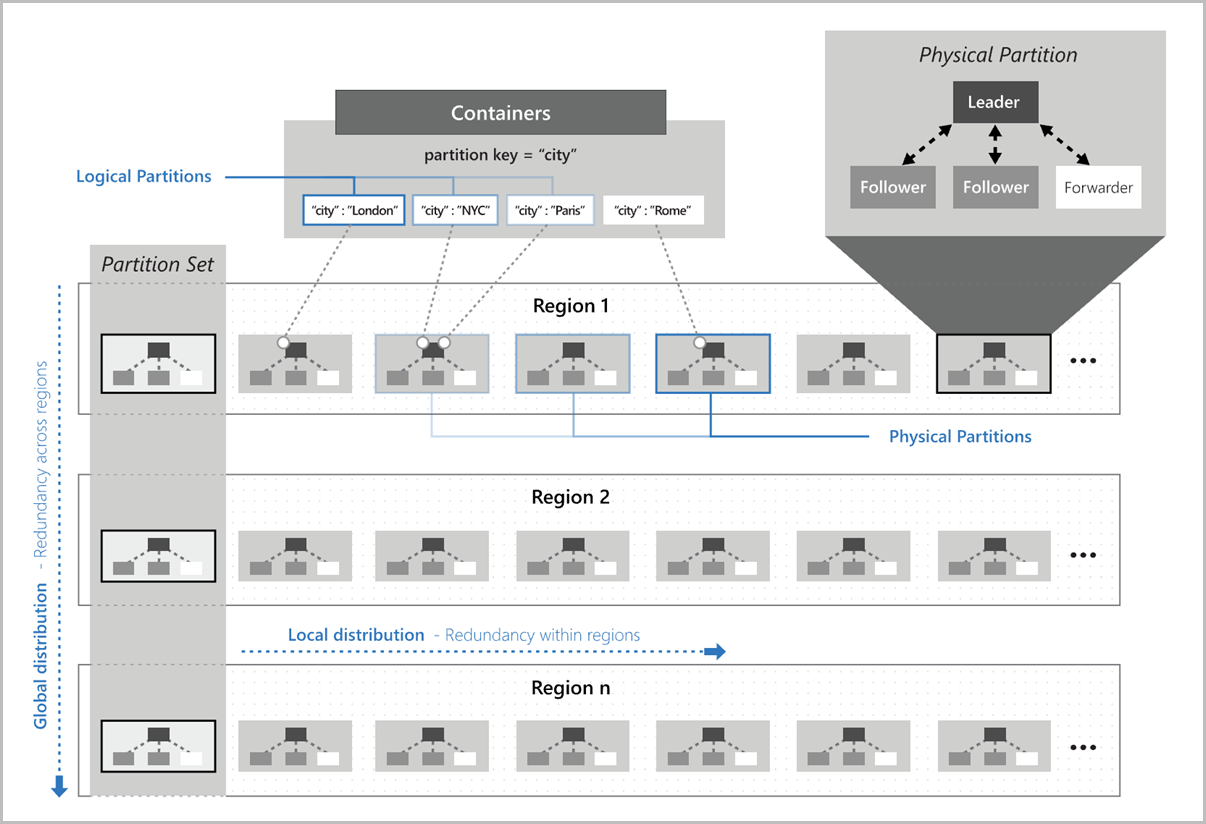 Physical Partition
Leader
Follower
Follower
Forwarder
Containers
partition key = “city”
Logical Partitions
“city” : “London”
“city” : “NYC”
“city” : “Paris”
“city” : “Rome”
Partition Set
Region 1
•••
Physical Partitions
Region 2
•••
Local distribution - Redundancy within regions
Region n
•••
Global distribution - Redundancy across regions